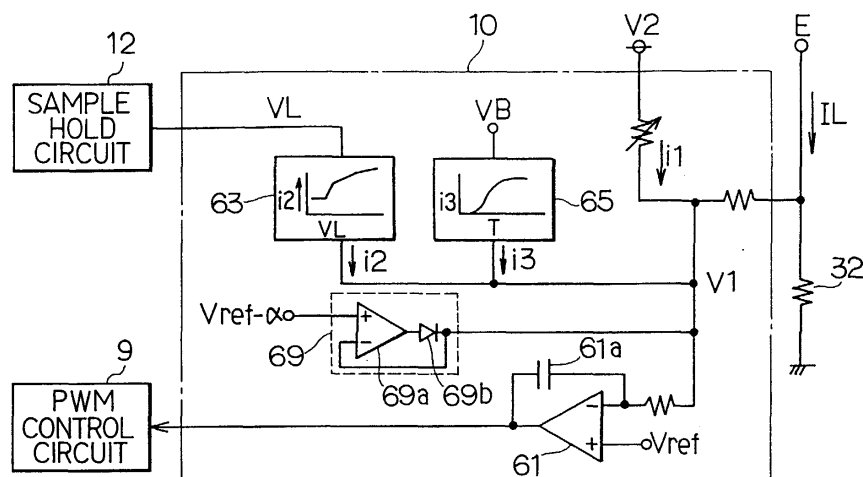 10
V2
E
12
SAMPLE
HOLD
CIRCUIT
VL
VB
IL
i1
63
i2
VL
i3
T
65
i2
i3
V1
32
Vref-α
+
-
69
69a
69b
61a
9
PWM
CONTROL
CIRCUIT
-
+
61
Vref